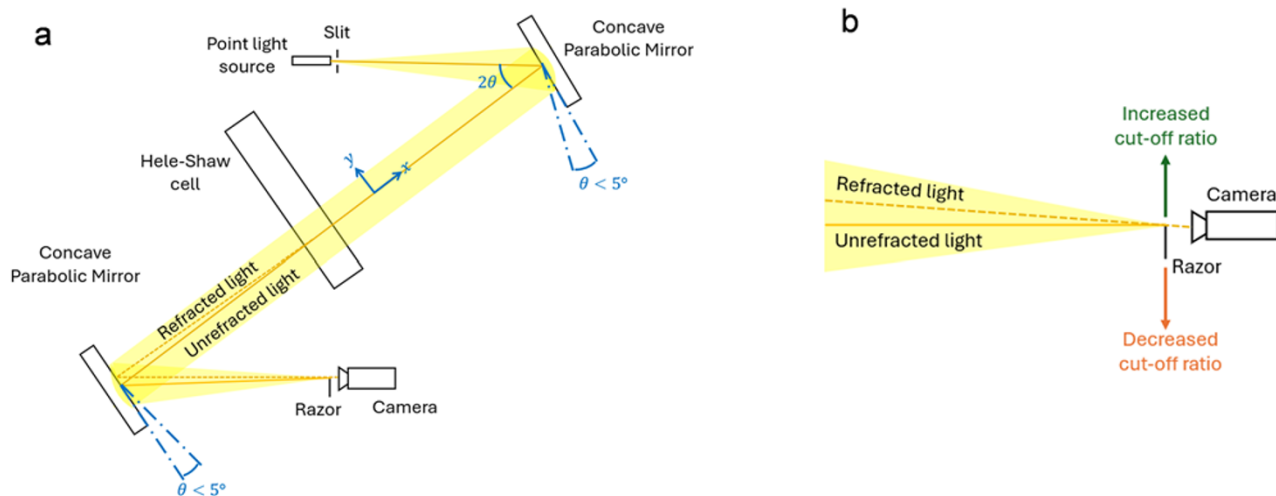 a
Point light
source
Slit
Concave
Parabolic Mirror
2θ
θ < 5°
Hele-Shaw
cell
y
x
Concave
Parabolic Mirror
Refracted light
Unrefracted light
Razor
Camera
θ < 5°
b
Increased
cut-off ratio
Refracted light
Unrefracted light
Camera
Razor
Decreased
cut-off ratio